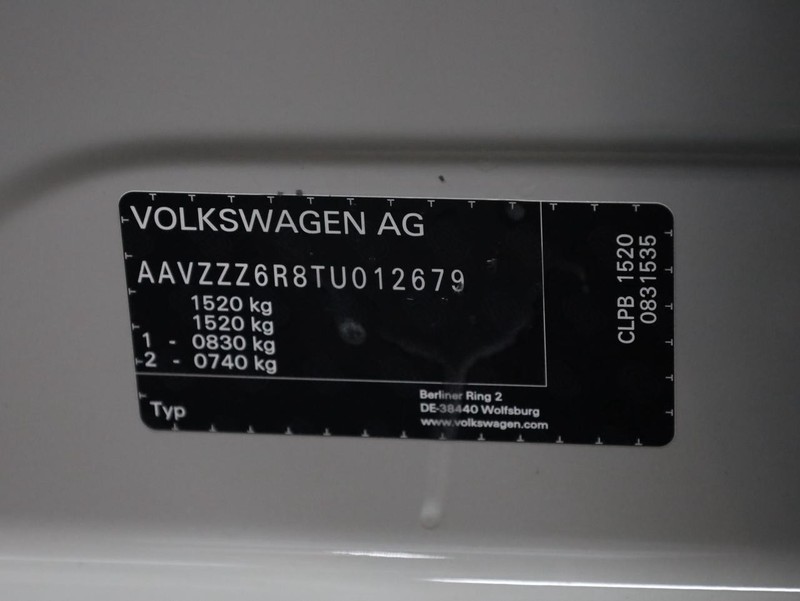 VOLKSWAGEN AG
AAVZZZ6R8TU012679
1520 kg
1520 kg
1 - 0830 kg
2 - 0740 kg
Typ
Berliner Ring 2
DE-38440 Wolfsburg
www.volkswagen.com
CLPB 1520
0831535